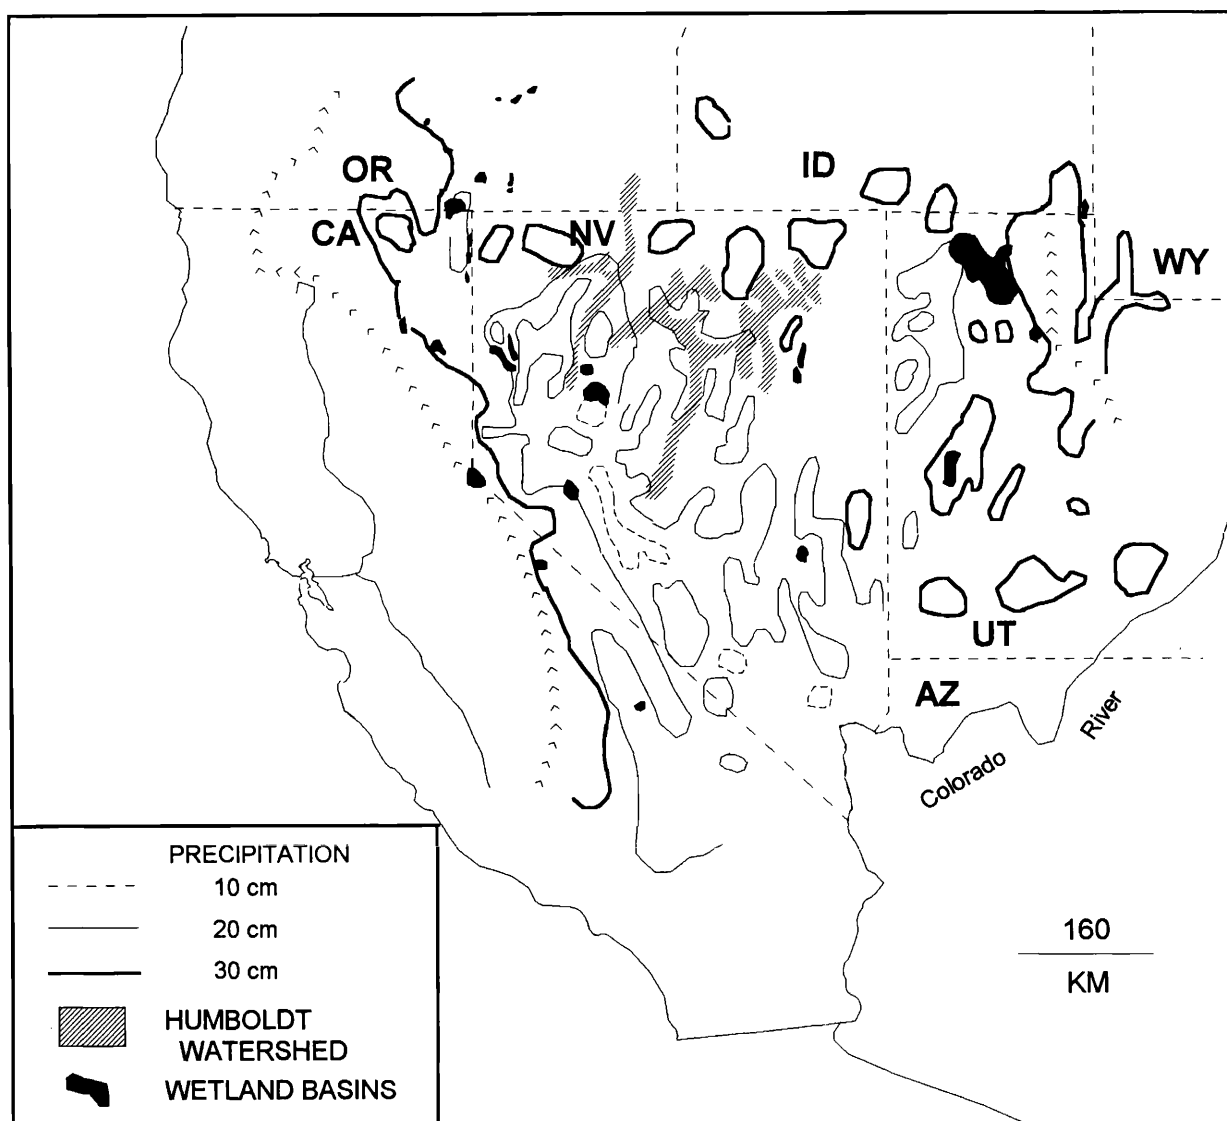 OR
ID
CA
NV
WY
UT
AZ
Colorado River
PRECIPITATION
10 cm
20 cm
30 cm
HUMBOLDT
WATERSHED
WETLAND BASINS
160
KM